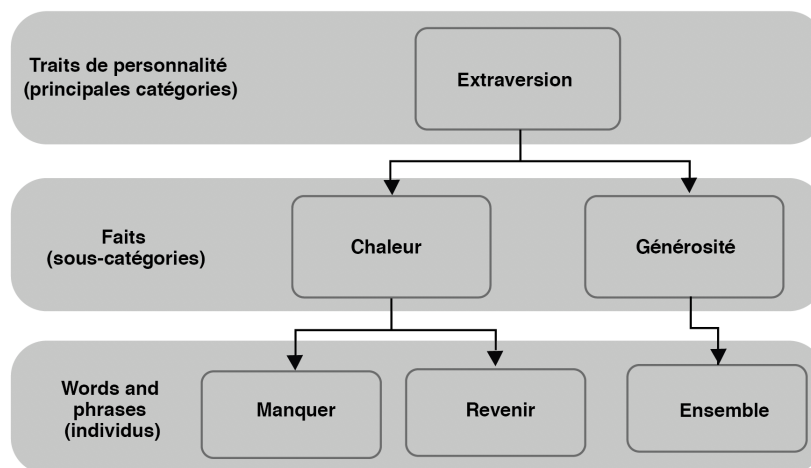 Traits de personnalité
(principales catégories)
Extraversion
Faits
(sous-catégories)
Chaleur
Générosité
Words and
phrases
(individus)
Manquer
Revenir
Ensemble